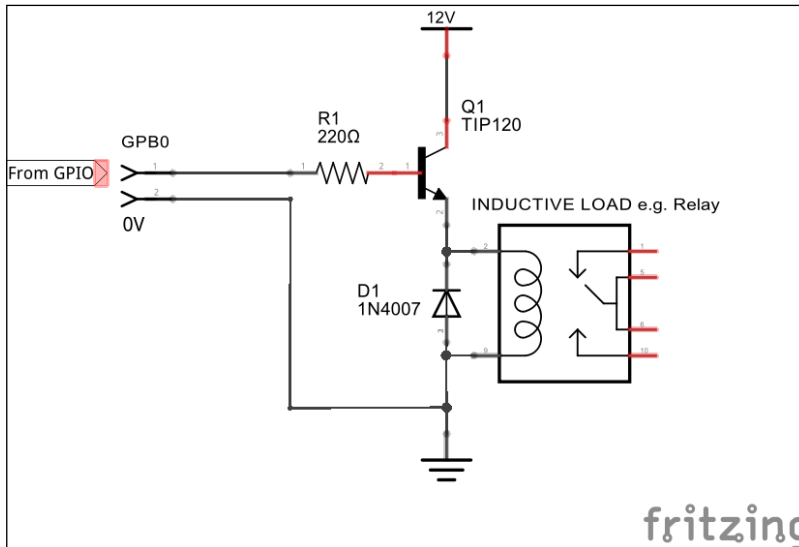 12V
Q1
TIP120
3
R1
220Ω
GPB0
From GPIO
1
1
2
1
2
0V
2
INDUCTIVE LOAD e.g. Relay
2
1
5
D1
1N4007
3
6
9
10
fritzing